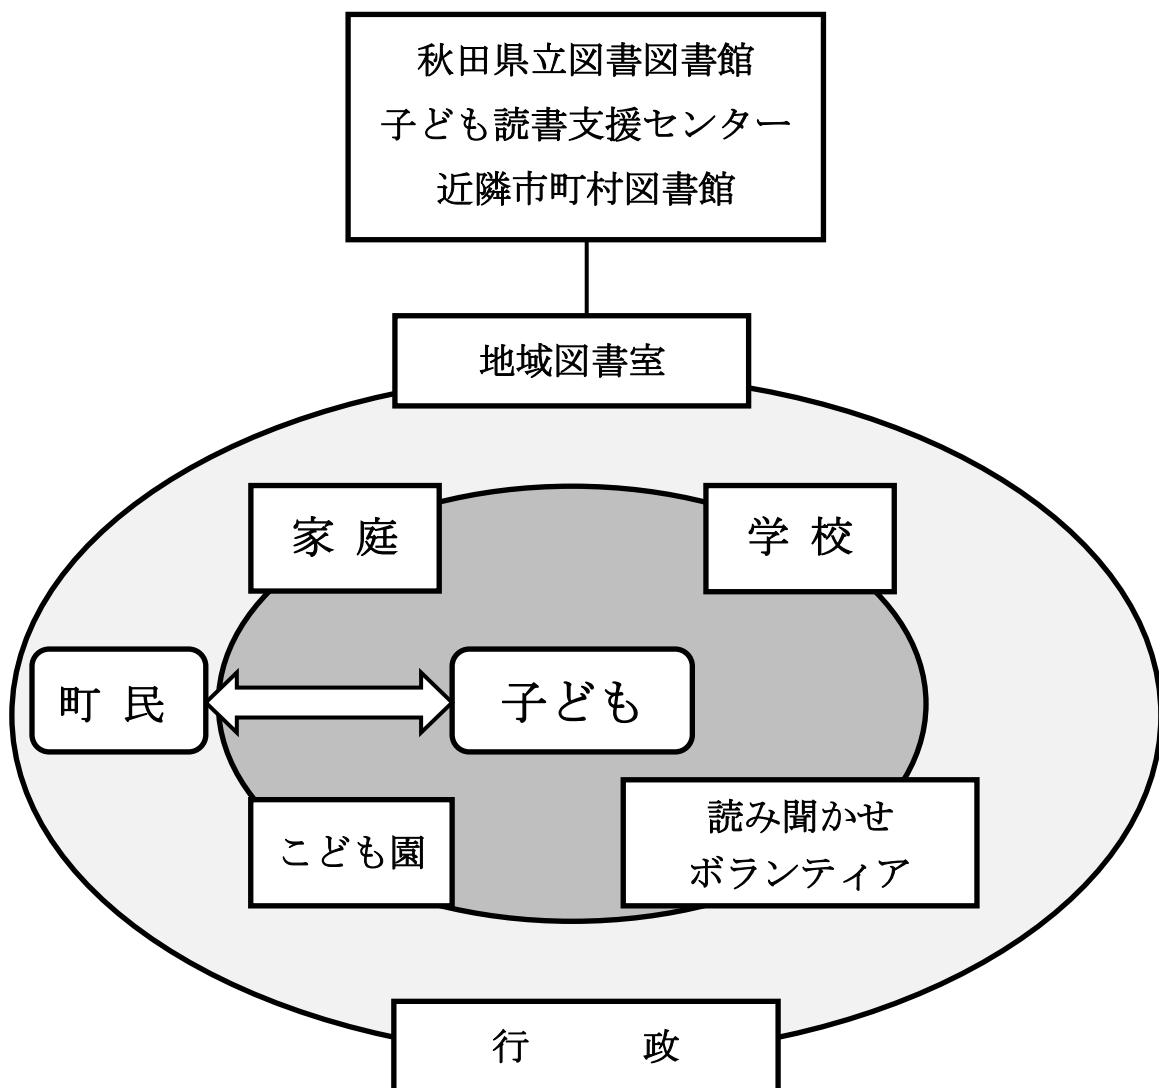 秋田県立図書図書館
子ども読書支援センター
近隣市町村図書館
地域図書室
家 庭
学 校
町 民
子ども
こども園
読み聞かせ
ボランティア
行 政